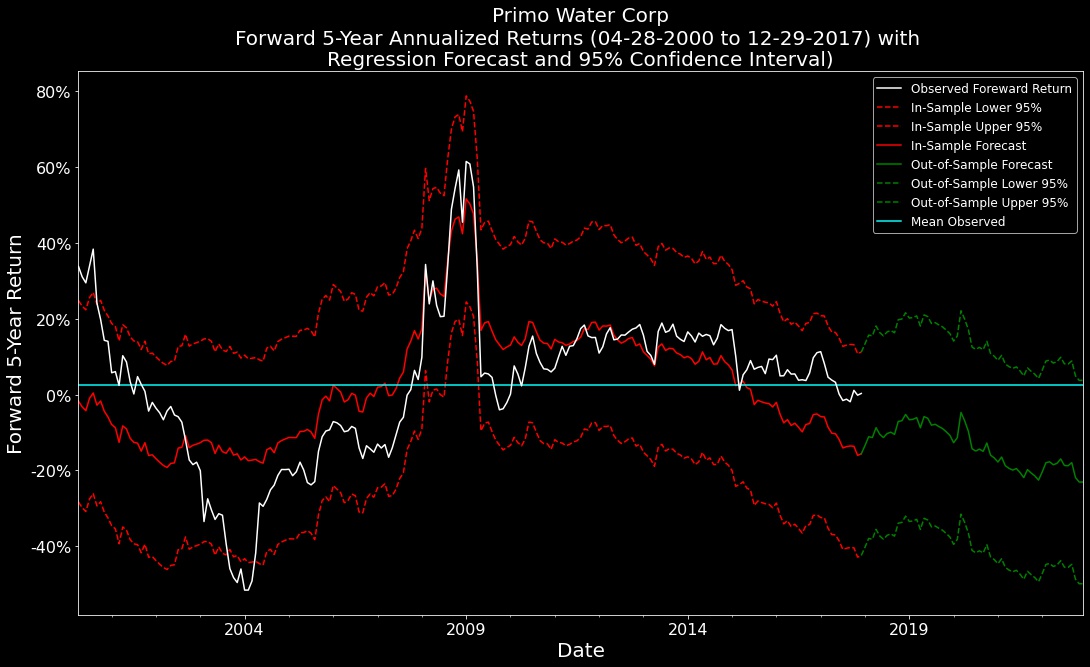 Primo Water Corp
Forward 5-Year Annualized Returns (04-28-2000 to 12-29-2017) with
Regression Forecast and 95% Confidence Interval)
Observed Foreward Return
In-Sample Lower 95%
In-Sample Upper 95%
In-Sample Forecast
Out-of-Sample Forecast
Out-of-Sample Lower 95%
Out-of-Sample Upper 95%
Mean Observed
Forward 5-Year Return
80%
60%
40%
20%
0%
-20%
-40%
2004
2009
2014
2019
Date